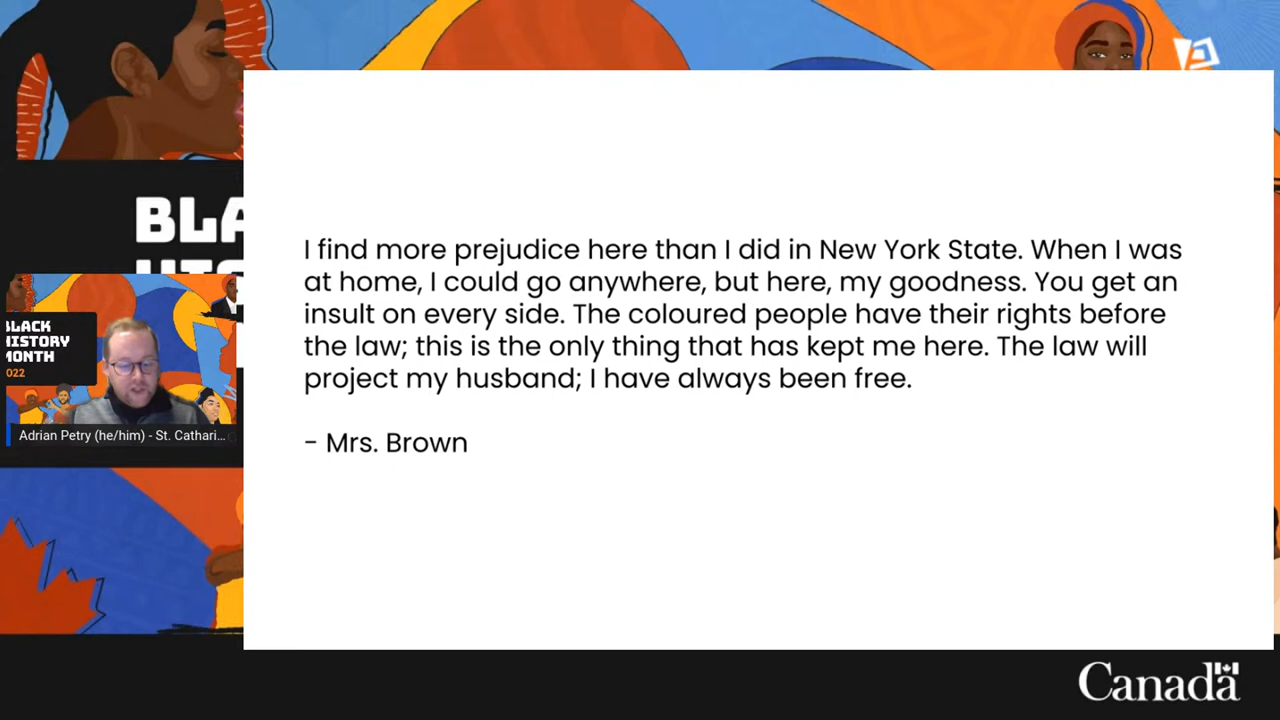 I find more prejudice here than I did in New York State. When I was
at home, I could go anywhere, but here, my goodness. You get an
insult on every side. The coloured people have their rights before
the law; this is the only thing that has kept me here. The law will
project my husband; I have always been free.
- Mrs. Brown
BLA
BLACK
HISTORY
MONTH
2022
Adrian Petry (he/him) - St. Cathari...
Canada